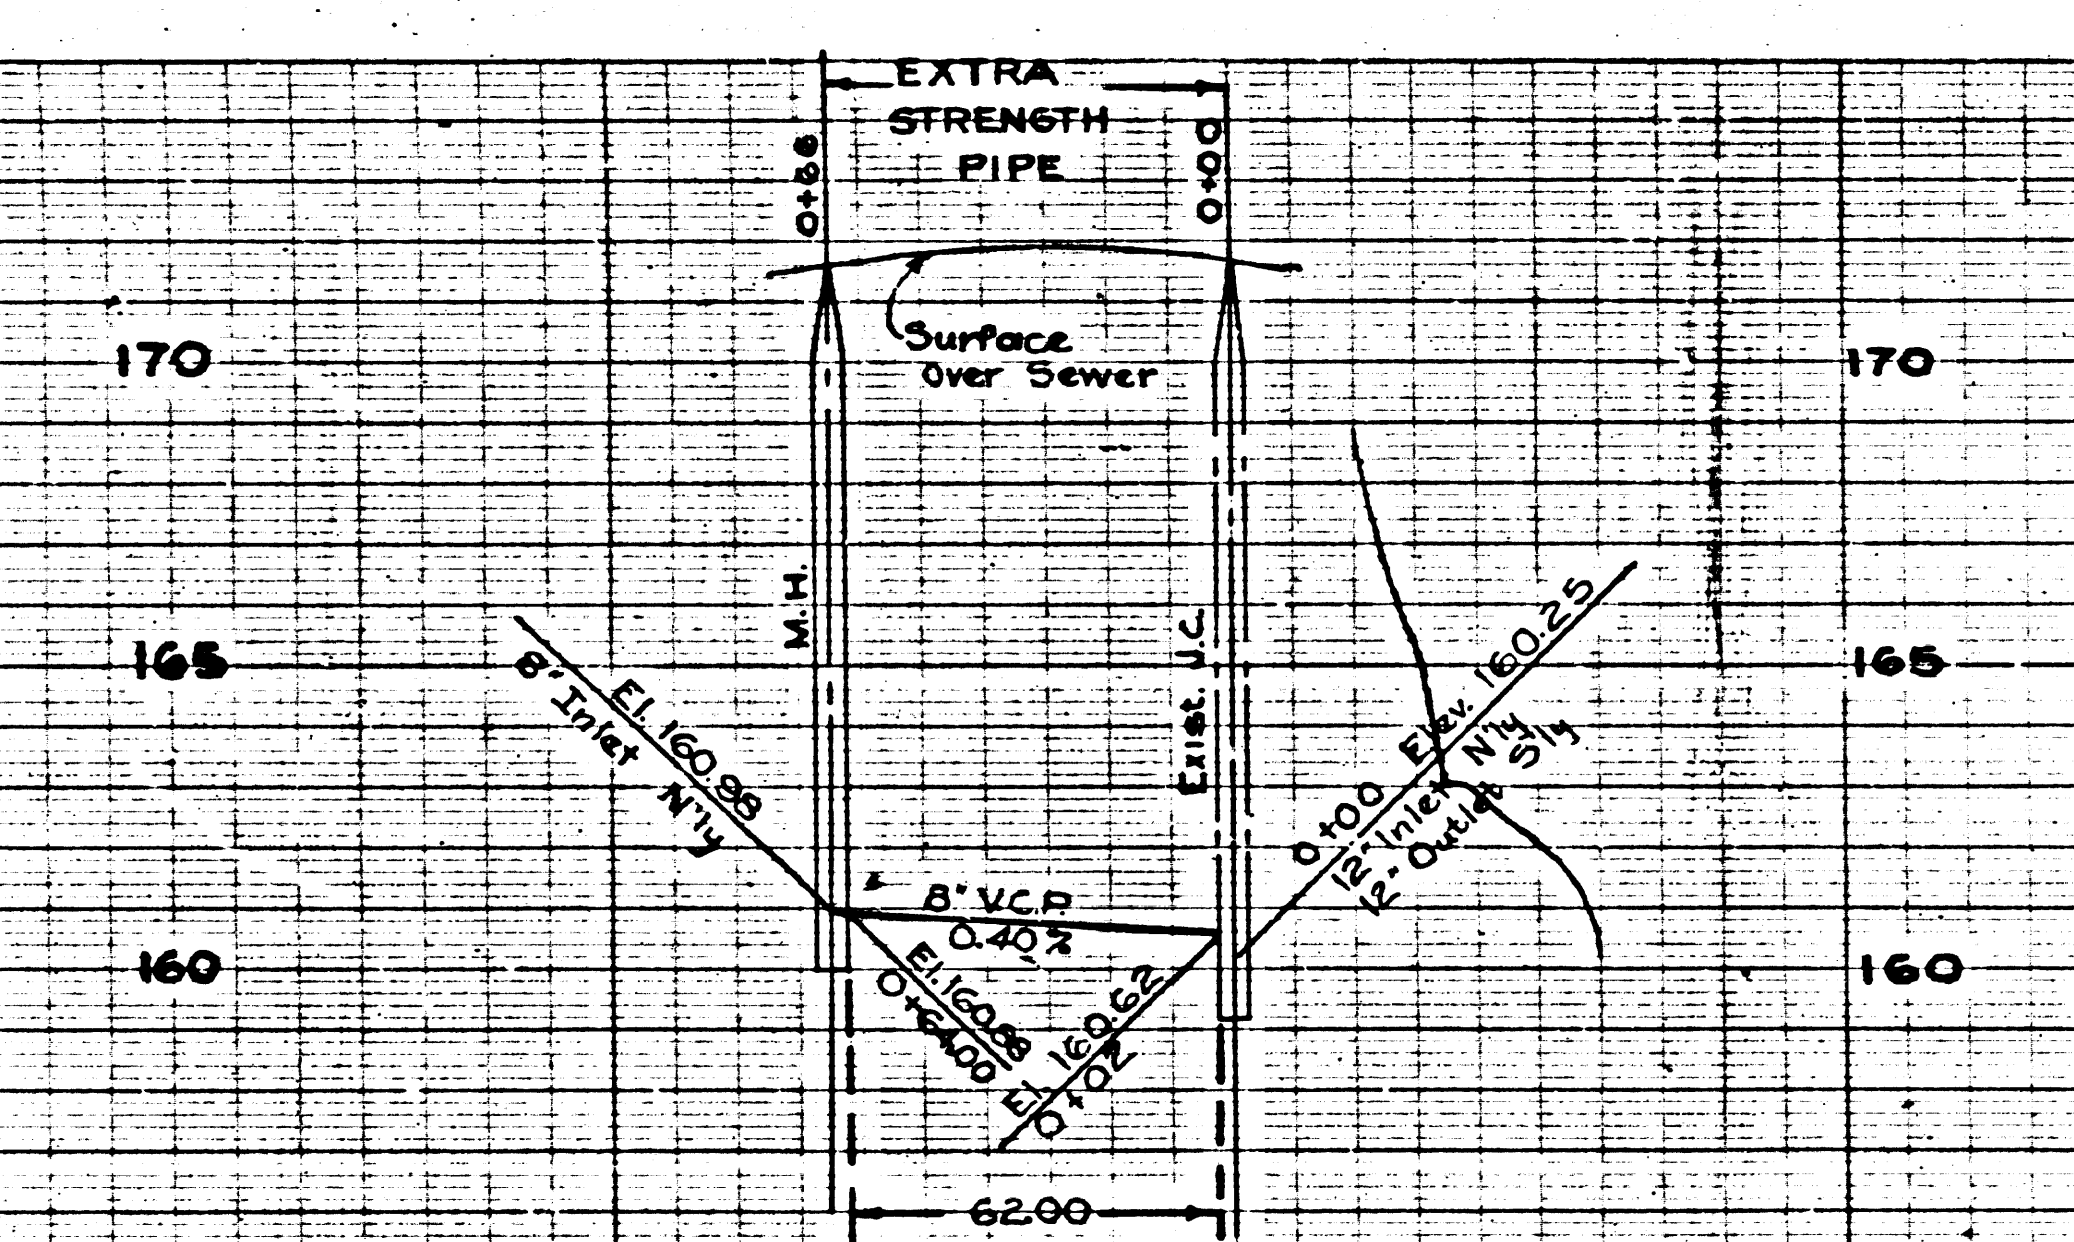 EXTRA
STRENGTH
PIPE
0+66
0+00
Surface
Over Sewer
170
170
M.H.
Exist. J.C.
165
165
El. 160.98
8" Inlet N'ly
0+00 Elev. 160.25
12" Inlet N'ly
12" Outlet S'ly
8" V.C.P.
0.40%
160
160
El. 160.88
0+64.00
El. 160.62
0+02
62.00